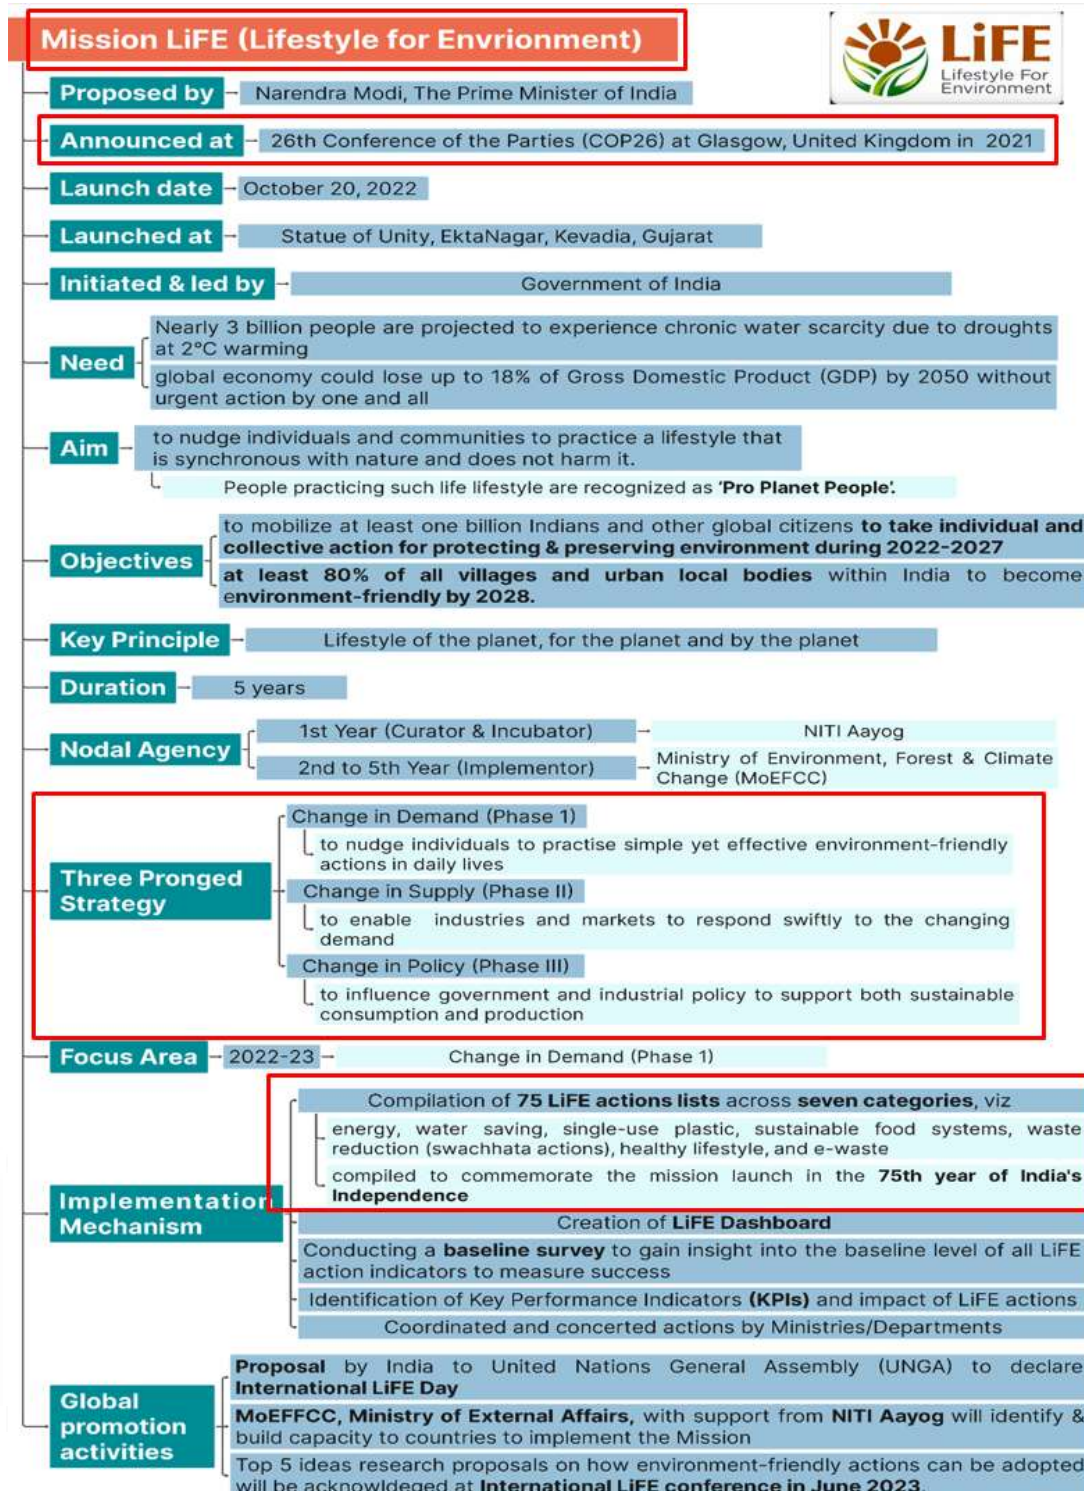 Mission LiFE (Lifestyle for Envrionment)
LiFE
Lifestyle For
Environment
Proposed by
Narendra Modi, The Prime Minister of India
Announced at
26th Conference of the Parties (COP26) at Glasgow, United Kingdom in 2021
Launch date
October 20, 2022
Launched at
Statue of Unity, EktaNagar, Kevadia, Gujarat
Initiated & led by
Government of India
Need
Nearly 3 billion people are projected to experience chronic water scarcity due to droughts
at 2°C warming
global economy could lose up to 18% of Gross Domestic Product (GDP) by 2050 without
urgent action by one and all
Aim
to nudge individuals and communities to practice a lifestyle that
is synchronous with nature and does not harm it.
People practicing such life lifestyle are recognized as 'Pro Planet People'.
Objectives
to mobilize at least one billion Indians and other global citizens to take individual and
collective action for protecting & preserving environment during 2022-2027
at least 80% of all villages and urban local bodies within India to become
environment-friendly by 2028.
Key Principle
Lifestyle of the planet, for the planet and by the planet
Duration
5 years
Nodal Agency
1st Year (Curator & Incubator)
NITI Aayog
2nd to 5th Year (Implementor)
Ministry of Environment, Forest & Climate
Change (MoEFCC)
Three Pronged
Strategy
Change in Demand (Phase 1)
to nudge individuals to practise simple yet effective environment-friendly
actions in daily lives
Change in Supply (Phase II)
to enable industries and markets to respond swiftly to the changing
demand
Change in Policy (Phase III)
to influence government and industrial policy to support both sustainable
consumption and production
Focus Area
2022-23
Change in Demand (Phase 1)
Implementation
Mechanism
Compilation of 75 LiFE actions lists across seven categories, viz
energy, water saving, single-use plastic, sustainable food systems, waste
reduction (swachhata actions), healthy lifestyle, and e-waste
compiled to commemorate the mission launch in the 75th year of India's
Independence
Creation of LiFE Dashboard
Conducting a baseline survey to gain insight into the baseline level of all LiFE
action indicators to measure success
Identification of Key Performance Indicators (KPIs) and impact of LiFE actions
Coordinated and concerted actions by Ministries/Departments
Global
promotion
activities
Proposal by India to United Nations General Assembly (UNGA) to declare
International LiFE Day
MoEFFCC, Ministry of External Affairs, with support from NITI Aayog will identify &
build capacity to countries to implement the Mission
Top 5 ideas research proposals on how environment-friendly actions can be adopted
will be acknowldeged at International LiFE conference in June 2023.